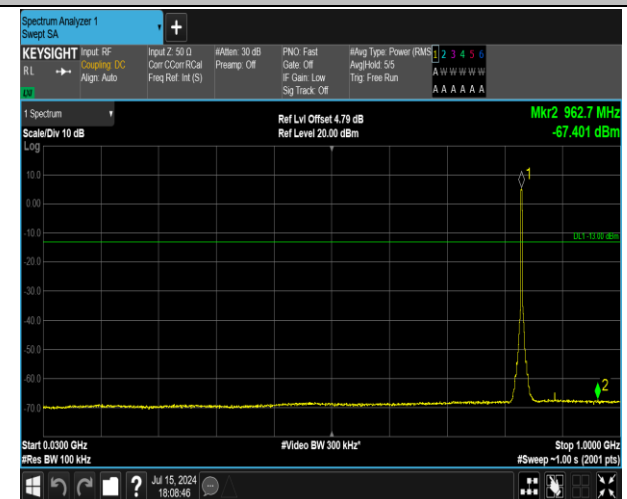 Spectrum Analyzer 1
Swept SA
+
KEYSIGHT Input: RF Input Z: 50 Ω #Atten: 30 dB PNO: Fast #Avg Type: Power (RMS 1 2 3 4 5 6
R L Coupling: DC Corr CCorr RCal Preamp: Off Gate: Off Avg|Hold: 5/5 A W W W W W
Align: Auto Freq Ref: Int (S) IF Gain: Low Trig: Free Run
Sig Track: Off A A A A A A
LXI
1 Spectrum Ref Lvl Offset 4.79 dB Mkr2 962.7 MHz
Scale/Div 10 dB Ref Level 20.00 dBm -67.401 dBm
Log
1
10.0
0.00
DL1 -13.00 dBm
-10.0
-20.0
-30.0
-40.0
-50.0
-60.0
2
-70.0
Start 0.0300 GHz #Video BW 300 kHz* Stop 1.0000 GHz
#Res BW 100 kHz #Sweep ~1.00 s (2001 pts)
? Jul 15, 2024
18:08:46